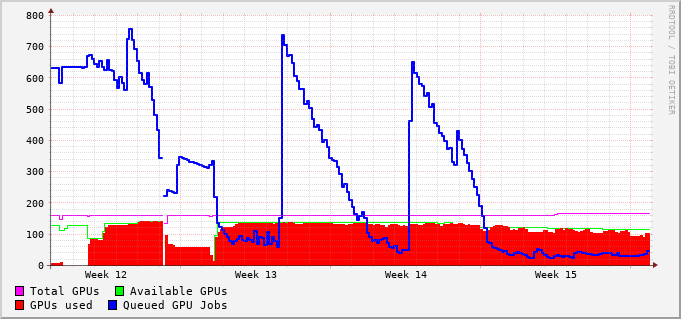 800
700
600
500
400
300
200
100
0
Week 12 Week 13 Week 14 Week 15
Total GPUs Available GPUs
GPUs used Queued GPU Jobs
RRDTOOL / TOBI OETIKER